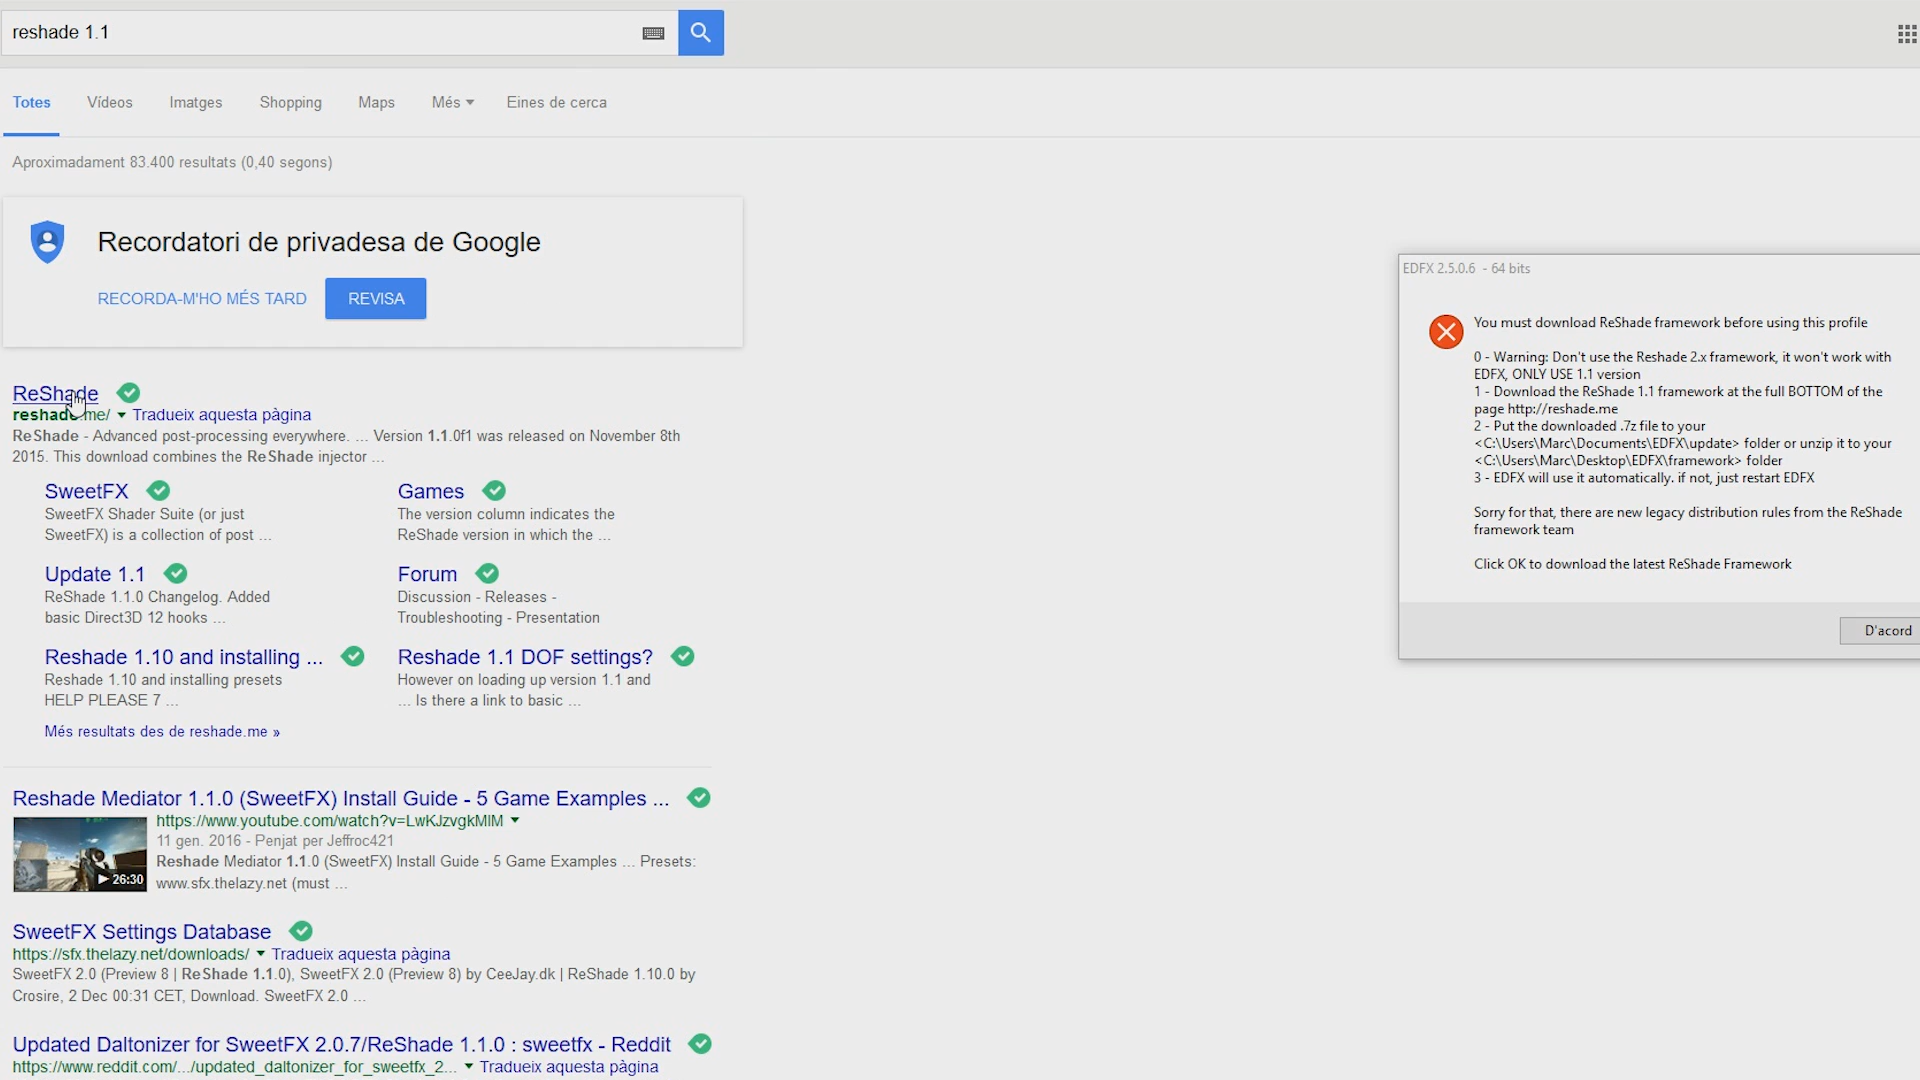 reshade 1.1
Totes Vídeos Imatges Shopping Maps Més Eines de cerca
Aproximadament 83.400 resultats (0,40 segons)
Recordatori de privadesa de Google
RECORDA-M'HO MÉS TARD REVISA
ReShade
reshade.me/ Tradueix aquesta pàgina
ReShade - Advanced post-processing everywhere. ... Version 1.1.0f1 was released on November 8th
2015. This download combines the ReShade injector ...
SweetFX
SweetFX Shader Suite (or just
SweetFX) is a collection of post ...
Games
The version column indicates the
ReShade version in which the ...
Update 1.1
ReShade 1.1.0 Changelog. Added
basic Direct3D 12 hooks ...
Forum
Discussion - Releases -
Troubleshooting - Presentation
Reshade 1.10 and installing ...
Reshade 1.10 and installing presets
HELP PLEASE 7 ...
Reshade 1.1 DOF settings?
However on loading up version 1.1 and
... Is there a link to basic ...
Més resultats des de reshade.me »
Reshade Mediator 1.1.0 (SweetFX) Install Guide - 5 Game Examples ...
https://www.youtube.com/watch?v=LwKJzvgkMlM
11 gen. 2016 - Penjat per Jeffroc421
Reshade Mediator 1.1.0 (SweetFX) Install Guide - 5 Game Examples ... Presets:
www.sfx.thelazy.net (must ...
26:30
SweetFX Settings Database
https://sfx.thelazy.net/downloads/ Tradueix aquesta pàgina
SweetFX 2.0 (Preview 8 | ReShade 1.1.0), SweetFX 2.0 (Preview 8) by CeeJay.dk | ReShade 1.10.0 by
Crosire, 2 Dec 00:31 CET, Download. SweetFX 2.0 ...
Updated Daltonizer for SweetFX 2.0.7/ReShade 1.1.0 : sweetfx - Reddit
https://www.reddit.com/.../updated_daltonizer_for_sweetfx_2... Tradueix aquesta pàgina
EDFX 2.5.0.6 - 64 bits
You must download ReShade framework before using this profile
0 - Warning: Don't use the Reshade 2.x framework, it won't work with
EDFX, ONLY USE 1.1 version
1 - Download the ReShade 1.1 framework at the full BOTTOM of the
page http://reshade.me
2 - Put the downloaded .7z file to your
<C:\Users\Marc\Documents\EDFX\update> folder or unzip it to your
<C:\Users\Marc\Desktop\EDFX\framework> folder
3 - EDFX will use it automatically. if not, just restart EDFX
Sorry for that, there are new legacy distribution rules from the ReShade
framework team
Click OK to download the latest ReShade Framework
D'acord